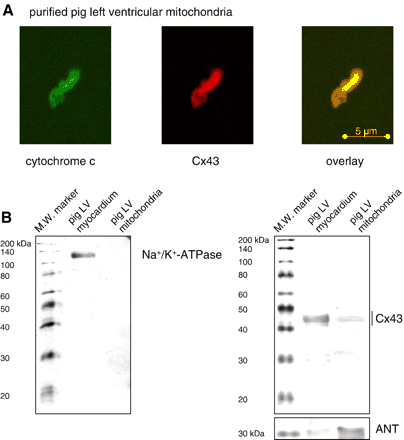 A purified pig left ventricular mitochondria
5 µm
cytochrome c Cx43 overlay
B
M.W. marker
pig LV
myocardium
pig LV
mitochondria
200 kDa
140
100
80
60
50
40
30
20
Na+/K+-ATPase
M.W. marker
pig LV
myocardium
pig LV
mitochondria
200 kDa
140
100
80
60
50
40
30
20
Cx43
30 kDa
ANT